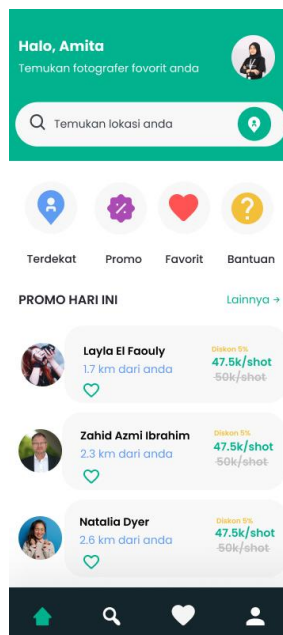 Halo, Amita
Temukan fotografer fovorit anda
Temukan lokasi anda
Terdekat Promo Favorit Bantuan
PROMO HARI INI Lainnya →
Layla El Faouly
1.7 km dari anda
Diskon 5%
47.5k/shot
50k/shot
Zahid Azmi Ibrahim
2.3 km dari anda
Diskon 5%
47.5k/shot
50k/shot
Natalia Dyer
2.6 km dari anda
Diskon 5%
47.5k/shot
50k/shot